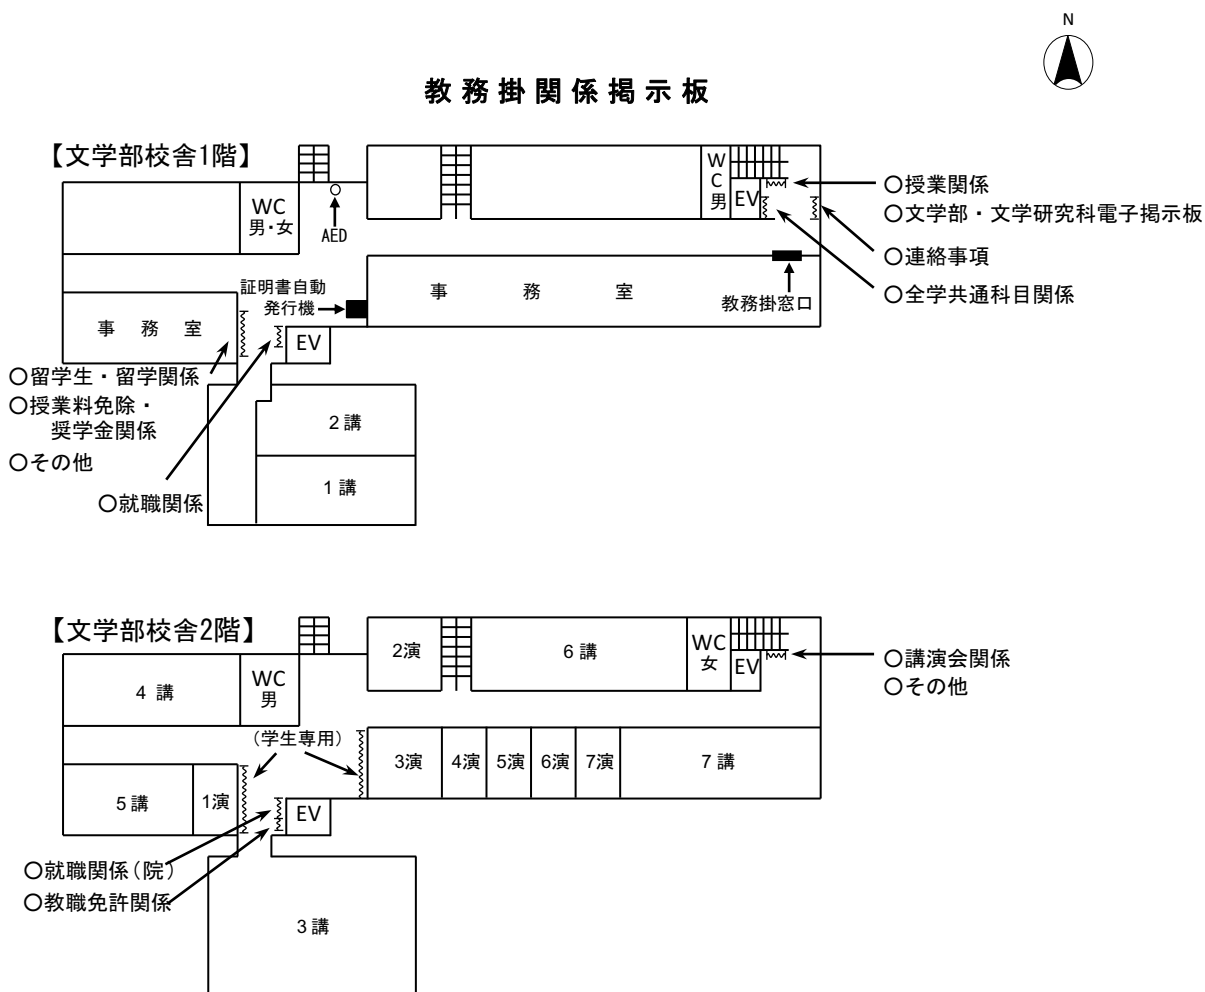 N
教務掛関係掲示板
【文学部校舎1階】
WC
男・女
AED
WC男
EV
○授業関係
○文学部・文学研究科電子掲示板
○連絡事項
○全学共通科目関係
証明書自動
発行機
事務室
教務掛窓口
事務室
EV
○留学生・留学関係
○授業料免除・
奨学金関係
○その他
○就職関係
2講
1講
【文学部校舎2階】
4講
WC
男
2演
6講
WC
女
EV
○講演会関係
○その他
(学生専用)
3演
4演
5演
6演
7演
7講
5講
1演
EV
○就職関係(院)
○教職免許関係
3講